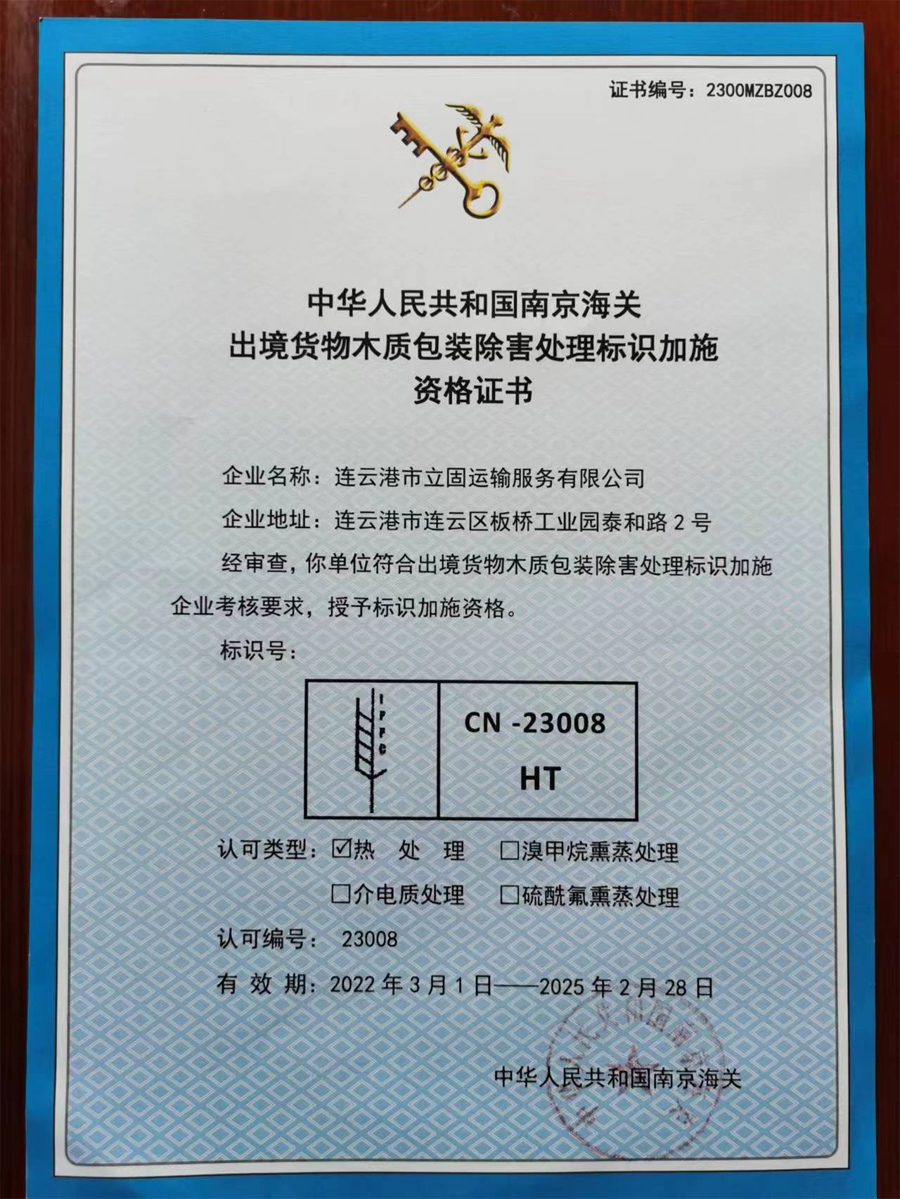 证书编号：2300MZBZ008
中华人民共和国南京海关
出境货物木质包装除害处理标识加施
资格证书
企业名称：连云港市立固运输服务有限公司
企业地址：连云港市连云区板桥工业园泰和路2号
经审查，你单位符合出境货物木质包装除害处理标识加施
企业考核要求，授予标识加施资格。
标识号：
IPPC
CN -23008
HT
认可类型：☑热 处 理 □溴甲烷熏蒸处理
□介电质处理 □硫酰氟熏蒸处理
认可编号： 23008
有 效 期：2022年3月1日——2025年2月28日
中华人民共和国南京海关